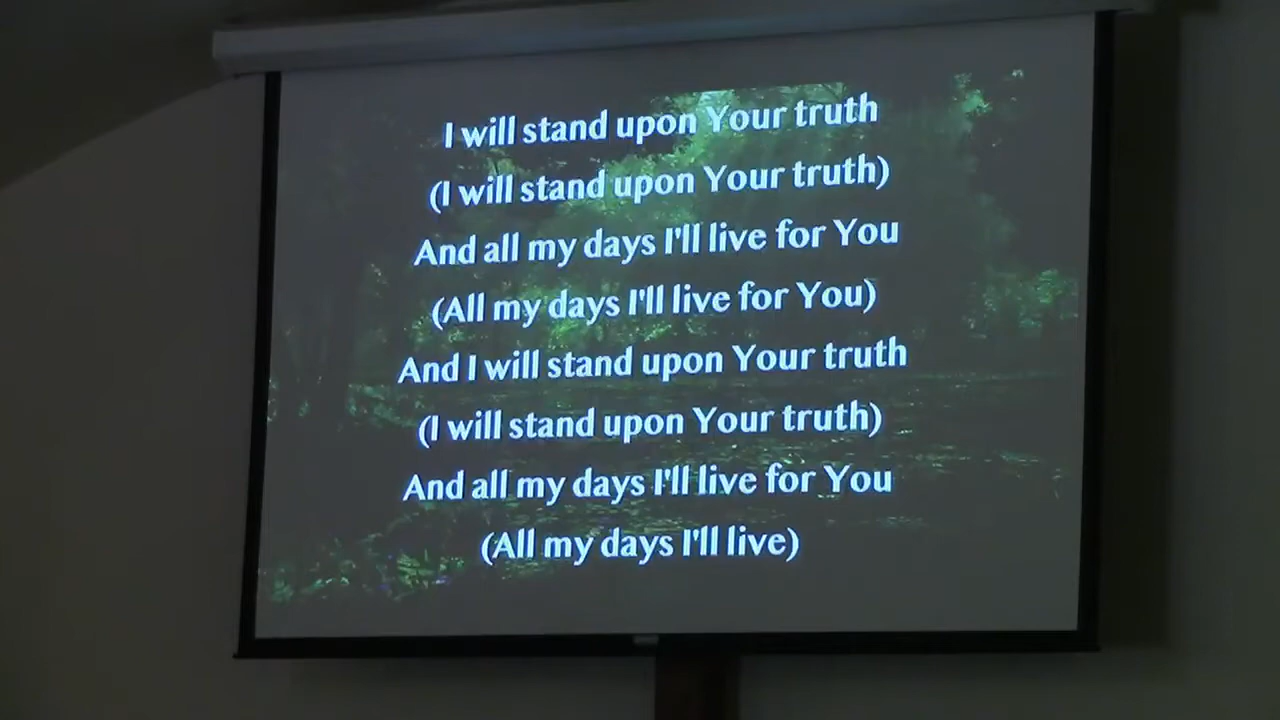 I will stand upon Your truth
(I will stand upon Your truth)
And all my days I'll live for You
(All my days I'll live for You)
And I will stand upon Your truth
(I will stand upon Your truth)
And all my days I'll live for You
(All my days I'll live)